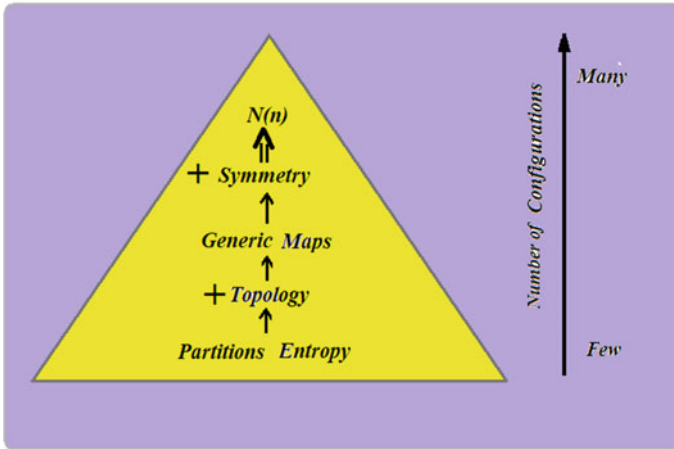 N(n)
+ Symmetry
Generic Maps
+ Topology
Partitions Entropy
Number of Configurations
Many
Few